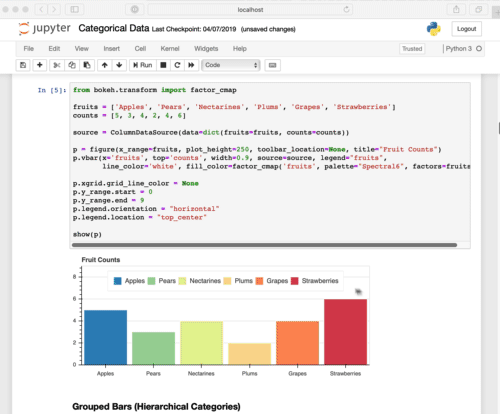 localhost
jupyter Categorical Data Last Checkpoint: 04/07/2019 (unsaved changes)
Logout
File Edit View Insert Cell Kernel Widgets Help
Trusted
Python 3
Run
Code
In [5]:
from bokeh.transform import factor_cmap
fruits = ['Apples', 'Pears', 'Nectarines', 'Plums', 'Grapes', 'Strawberries']
counts = [5, 3, 4, 2, 4, 6]
source = ColumnDataSource(data=dict(fruits=fruits, counts=counts))
p = figure(x_range=fruits, plot_height=250, toolbar_location=None, title="Fruit Counts")
p.vbar(x='fruits', top='counts', width=0.9, source=source, legend="fruits",
line_color='white', fill_color=factor_cmap('fruits', palette="Spectral6", factors=fruits
p.xgrid.grid_line_color = None
p.y_range.start = 0
p.y_range.end = 9
p.legend.orientation = "horizontal"
p.legend.location = "top_center"
show(p)
Fruit Counts
Apples Pears Nectarines Plums Grapes Strawberries
8
6
4
2
0
Apples Pears Nectarines Plums Grapes Strawberries
Grouped Bars (Hierarchical Categories)